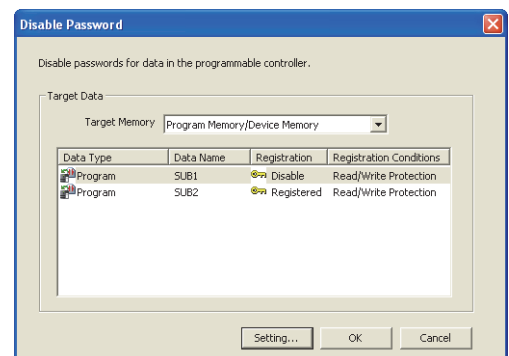 Disable Password
Disable passwords for data in the programmable controller.
Target Data
Target Memory Program Memory/Device Memory
Data Type Data Name Registration Registration Conditions
Program SUB1 Disable Read/Write Protection
Program SUB2 Registered Read/Write Protection
Setting... OK Cancel